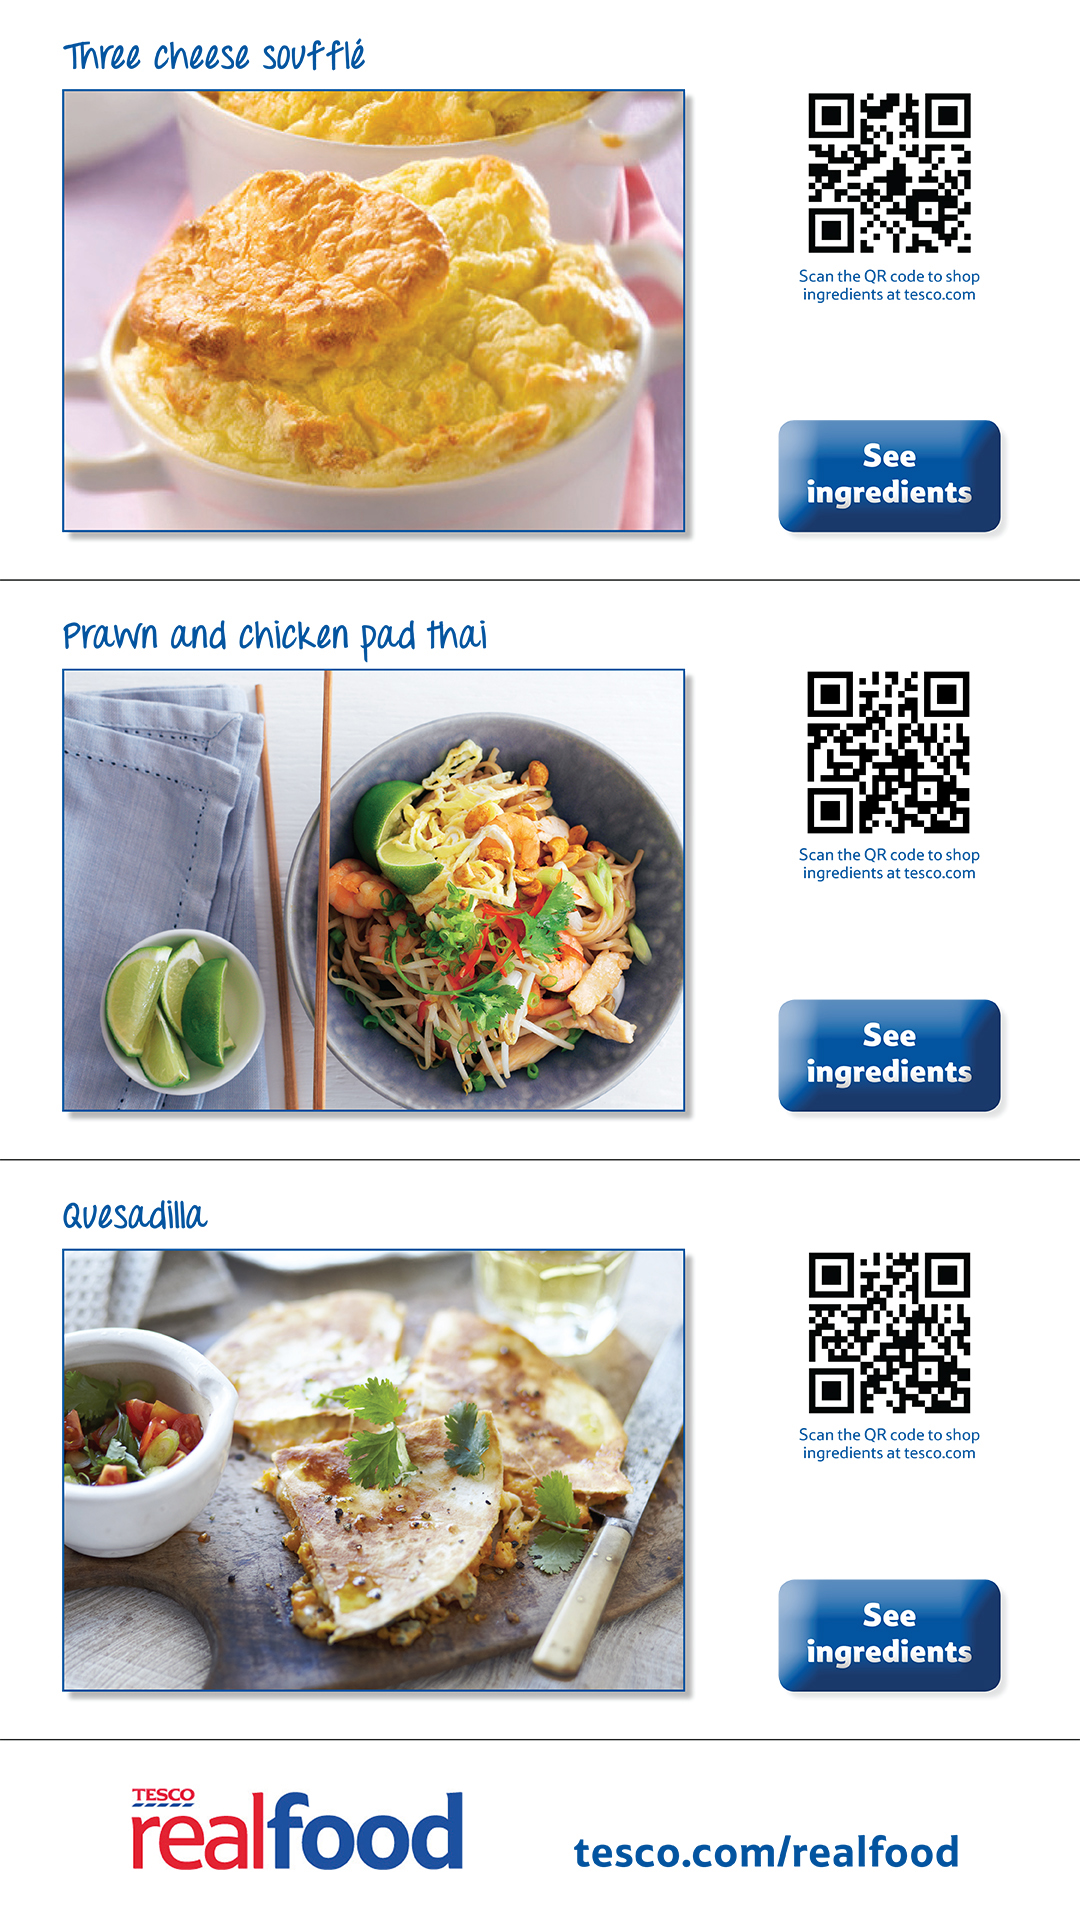 Three cheese soufflé
Scan the QR code to shop
ingredients at tesco.com
See
ingredients
Prawn and chicken pad thai
Scan the QR code to shop
ingredients at tesco.com
See
ingredients
Quesadilla
Scan the QR code to shop
ingredients at tesco.com
See
ingredients
TESCO
realfood
tesco.com/realfood